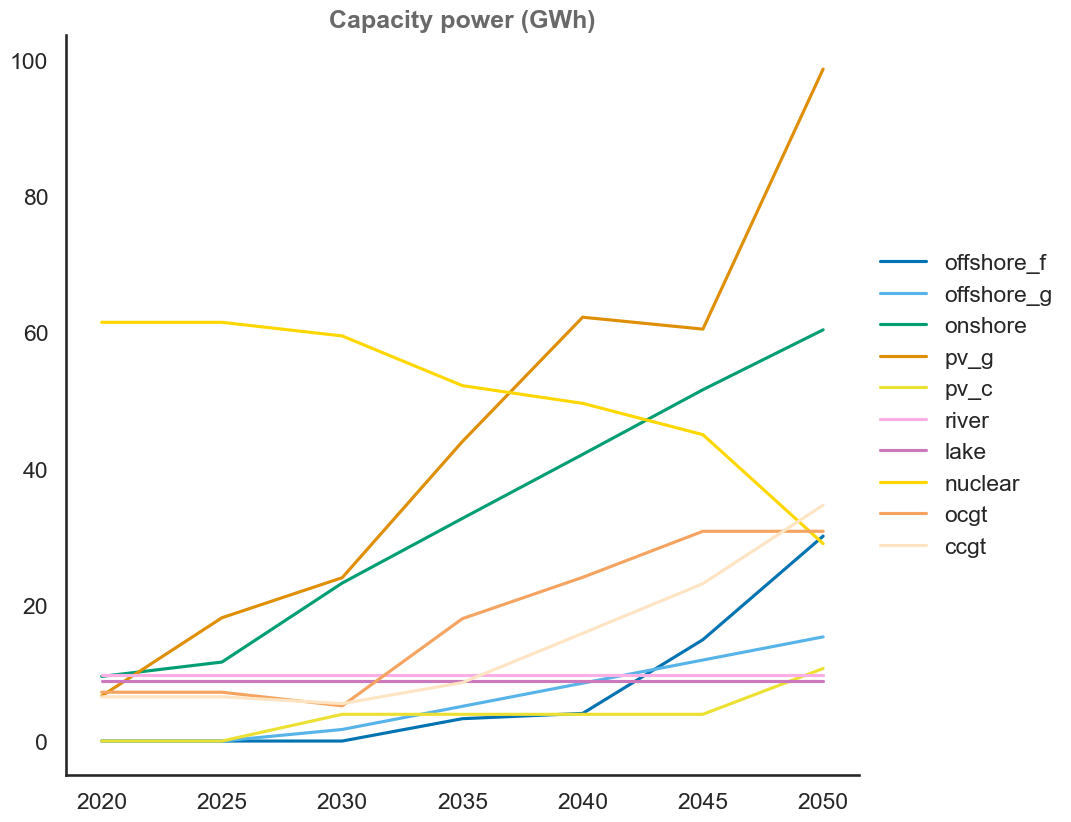 Capacity power (GWh)
100
80
60
40
20
0
2020 2025 2030 2035 2040 2045 2050
offshore_f
offshore_g
onshore
pv_g
pv_c
river
lake
nuclear
ocgt
ccgt